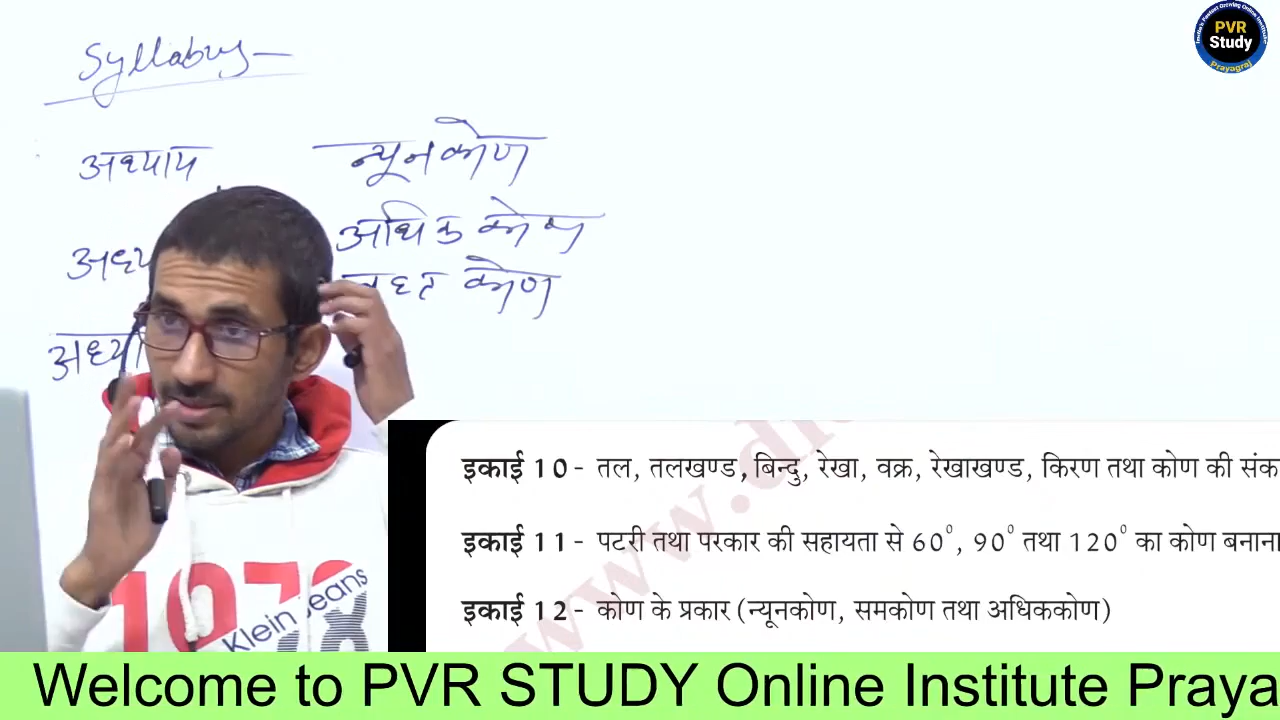 Syllabus -
अध्याय
न्यूनकोण
अधिक कोण
कोण
PVR
Study
Prayagraj
इकाई 10 - तल, तलखण्ड, बिन्दु, रेखा, वक्र, रेखाखण्ड, किरण तथा कोण की संक
इकाई 11 - पटरी तथा परकार की सहायता से 60°, 90° तथा 120° का कोण बनाना
इकाई 12 - कोण के प्रकार (न्यूनकोण, समकोण तथा अधिककोण)
Klein Jeans
Welcome to PVR STUDY Online Institute Praya